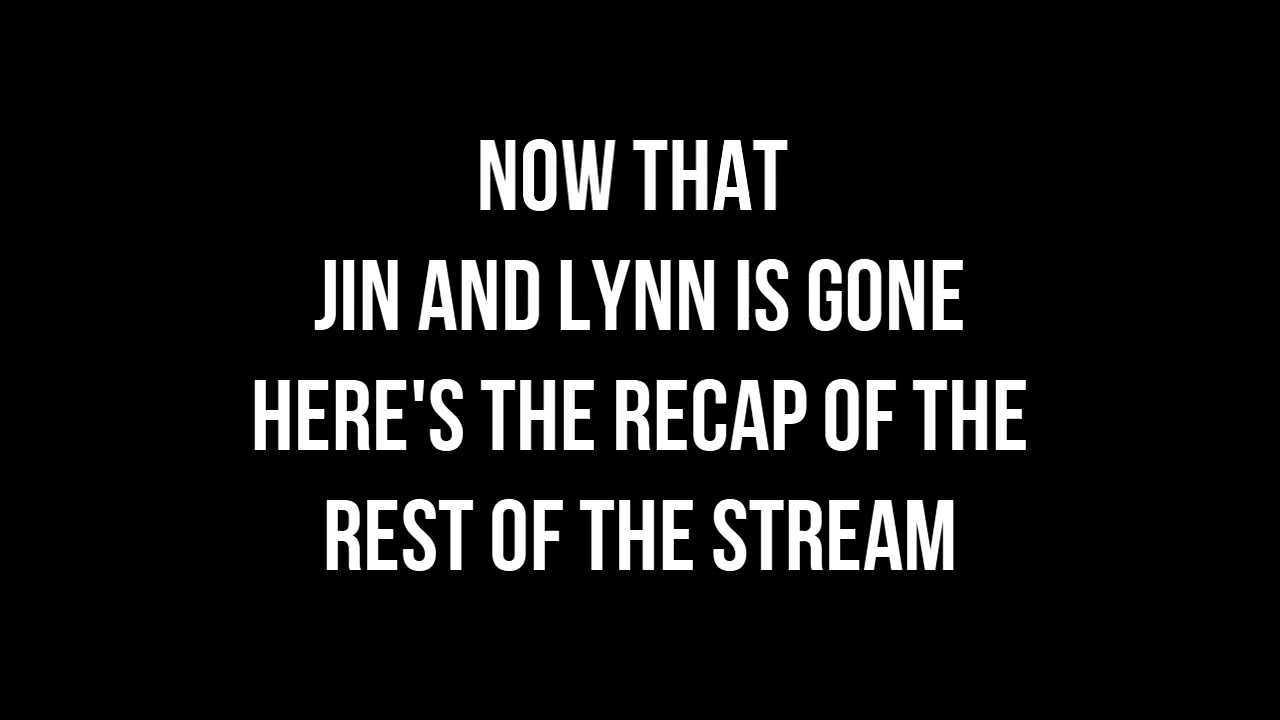 NOW THAT
JIN AND LYNN IS GONE
HERE'S THE RECAP OF THE
REST OF THE STREAM